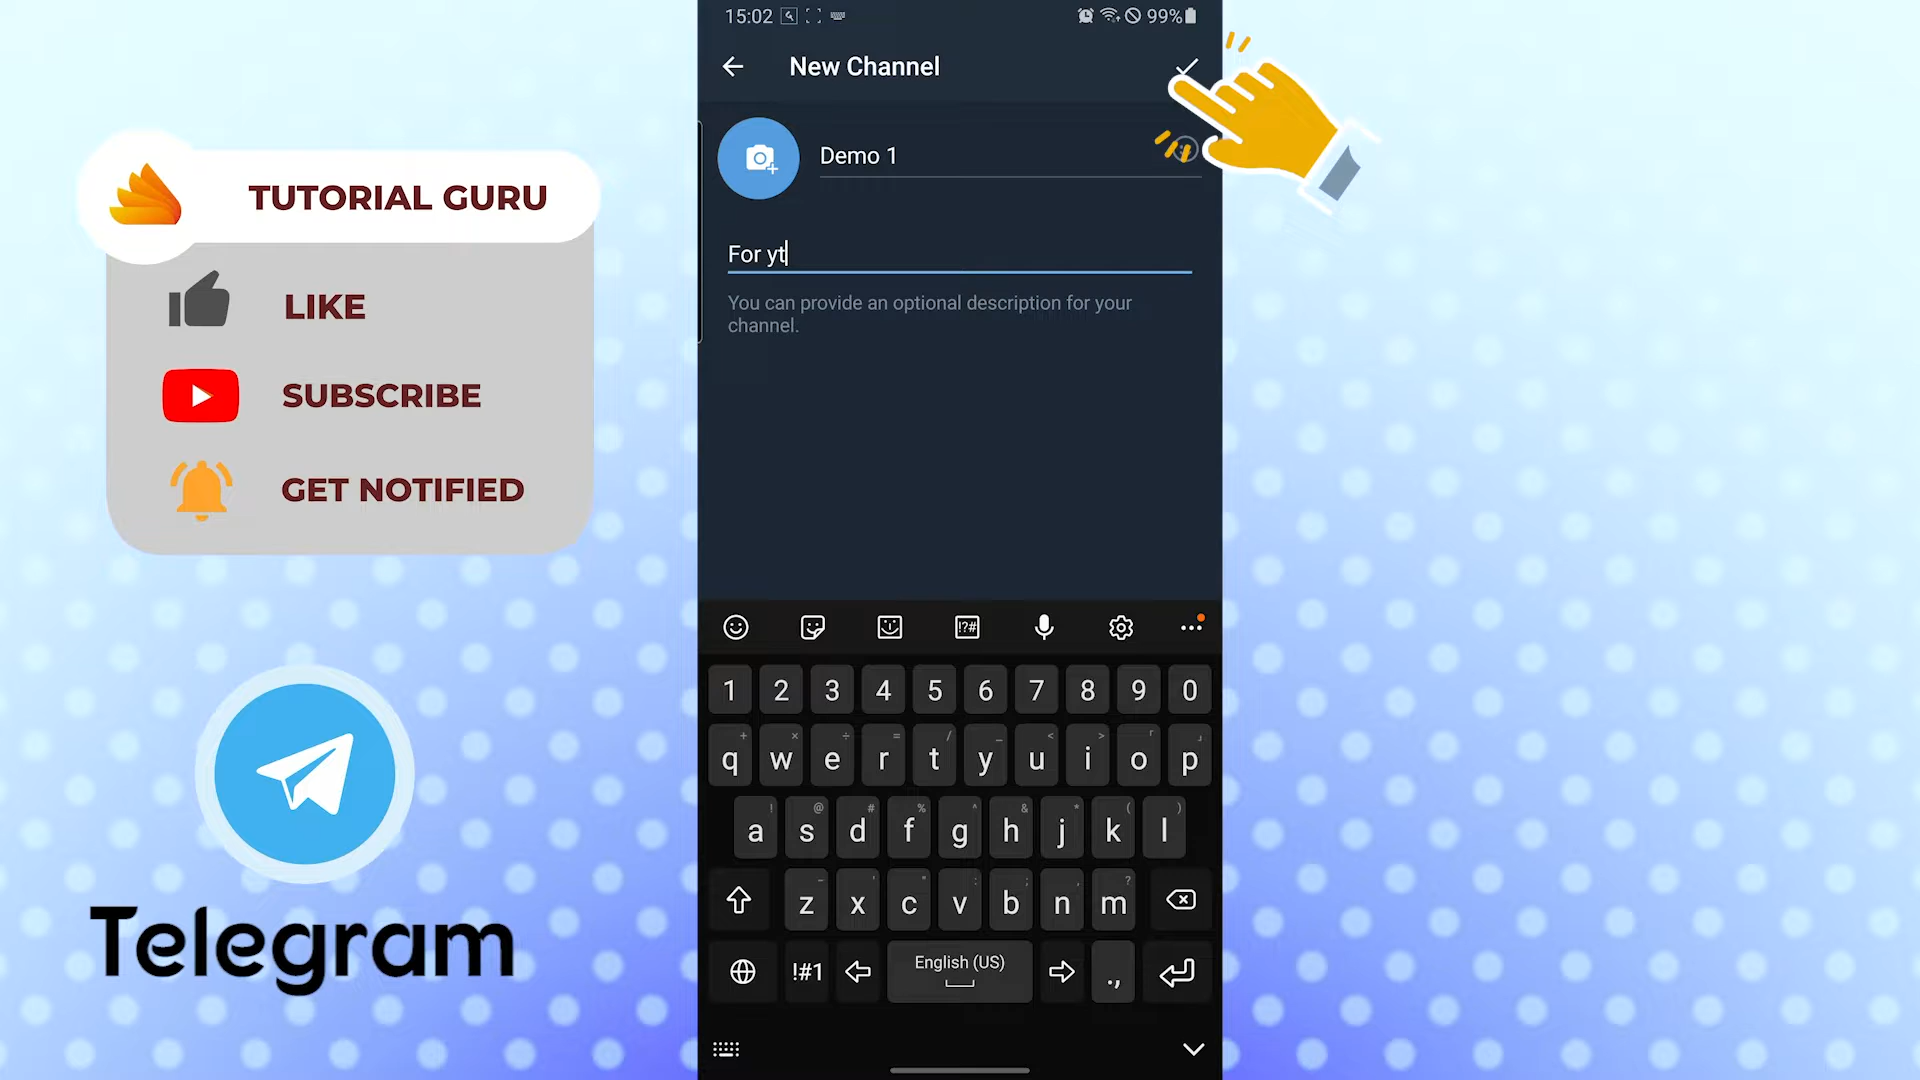 15:02
99%
New Channel
Demo 1
For yt
You can provide an optional description for your
channel.
TUTORIAL GURU
LIKE
SUBSCRIBE
GET NOTIFIED
Telegram
!?#
1 2 3 4 5 6 7 8 9 0
q w e r t y u i o p
a s d f g h j k l
z x c v b n m
!#1
English (US)
.,